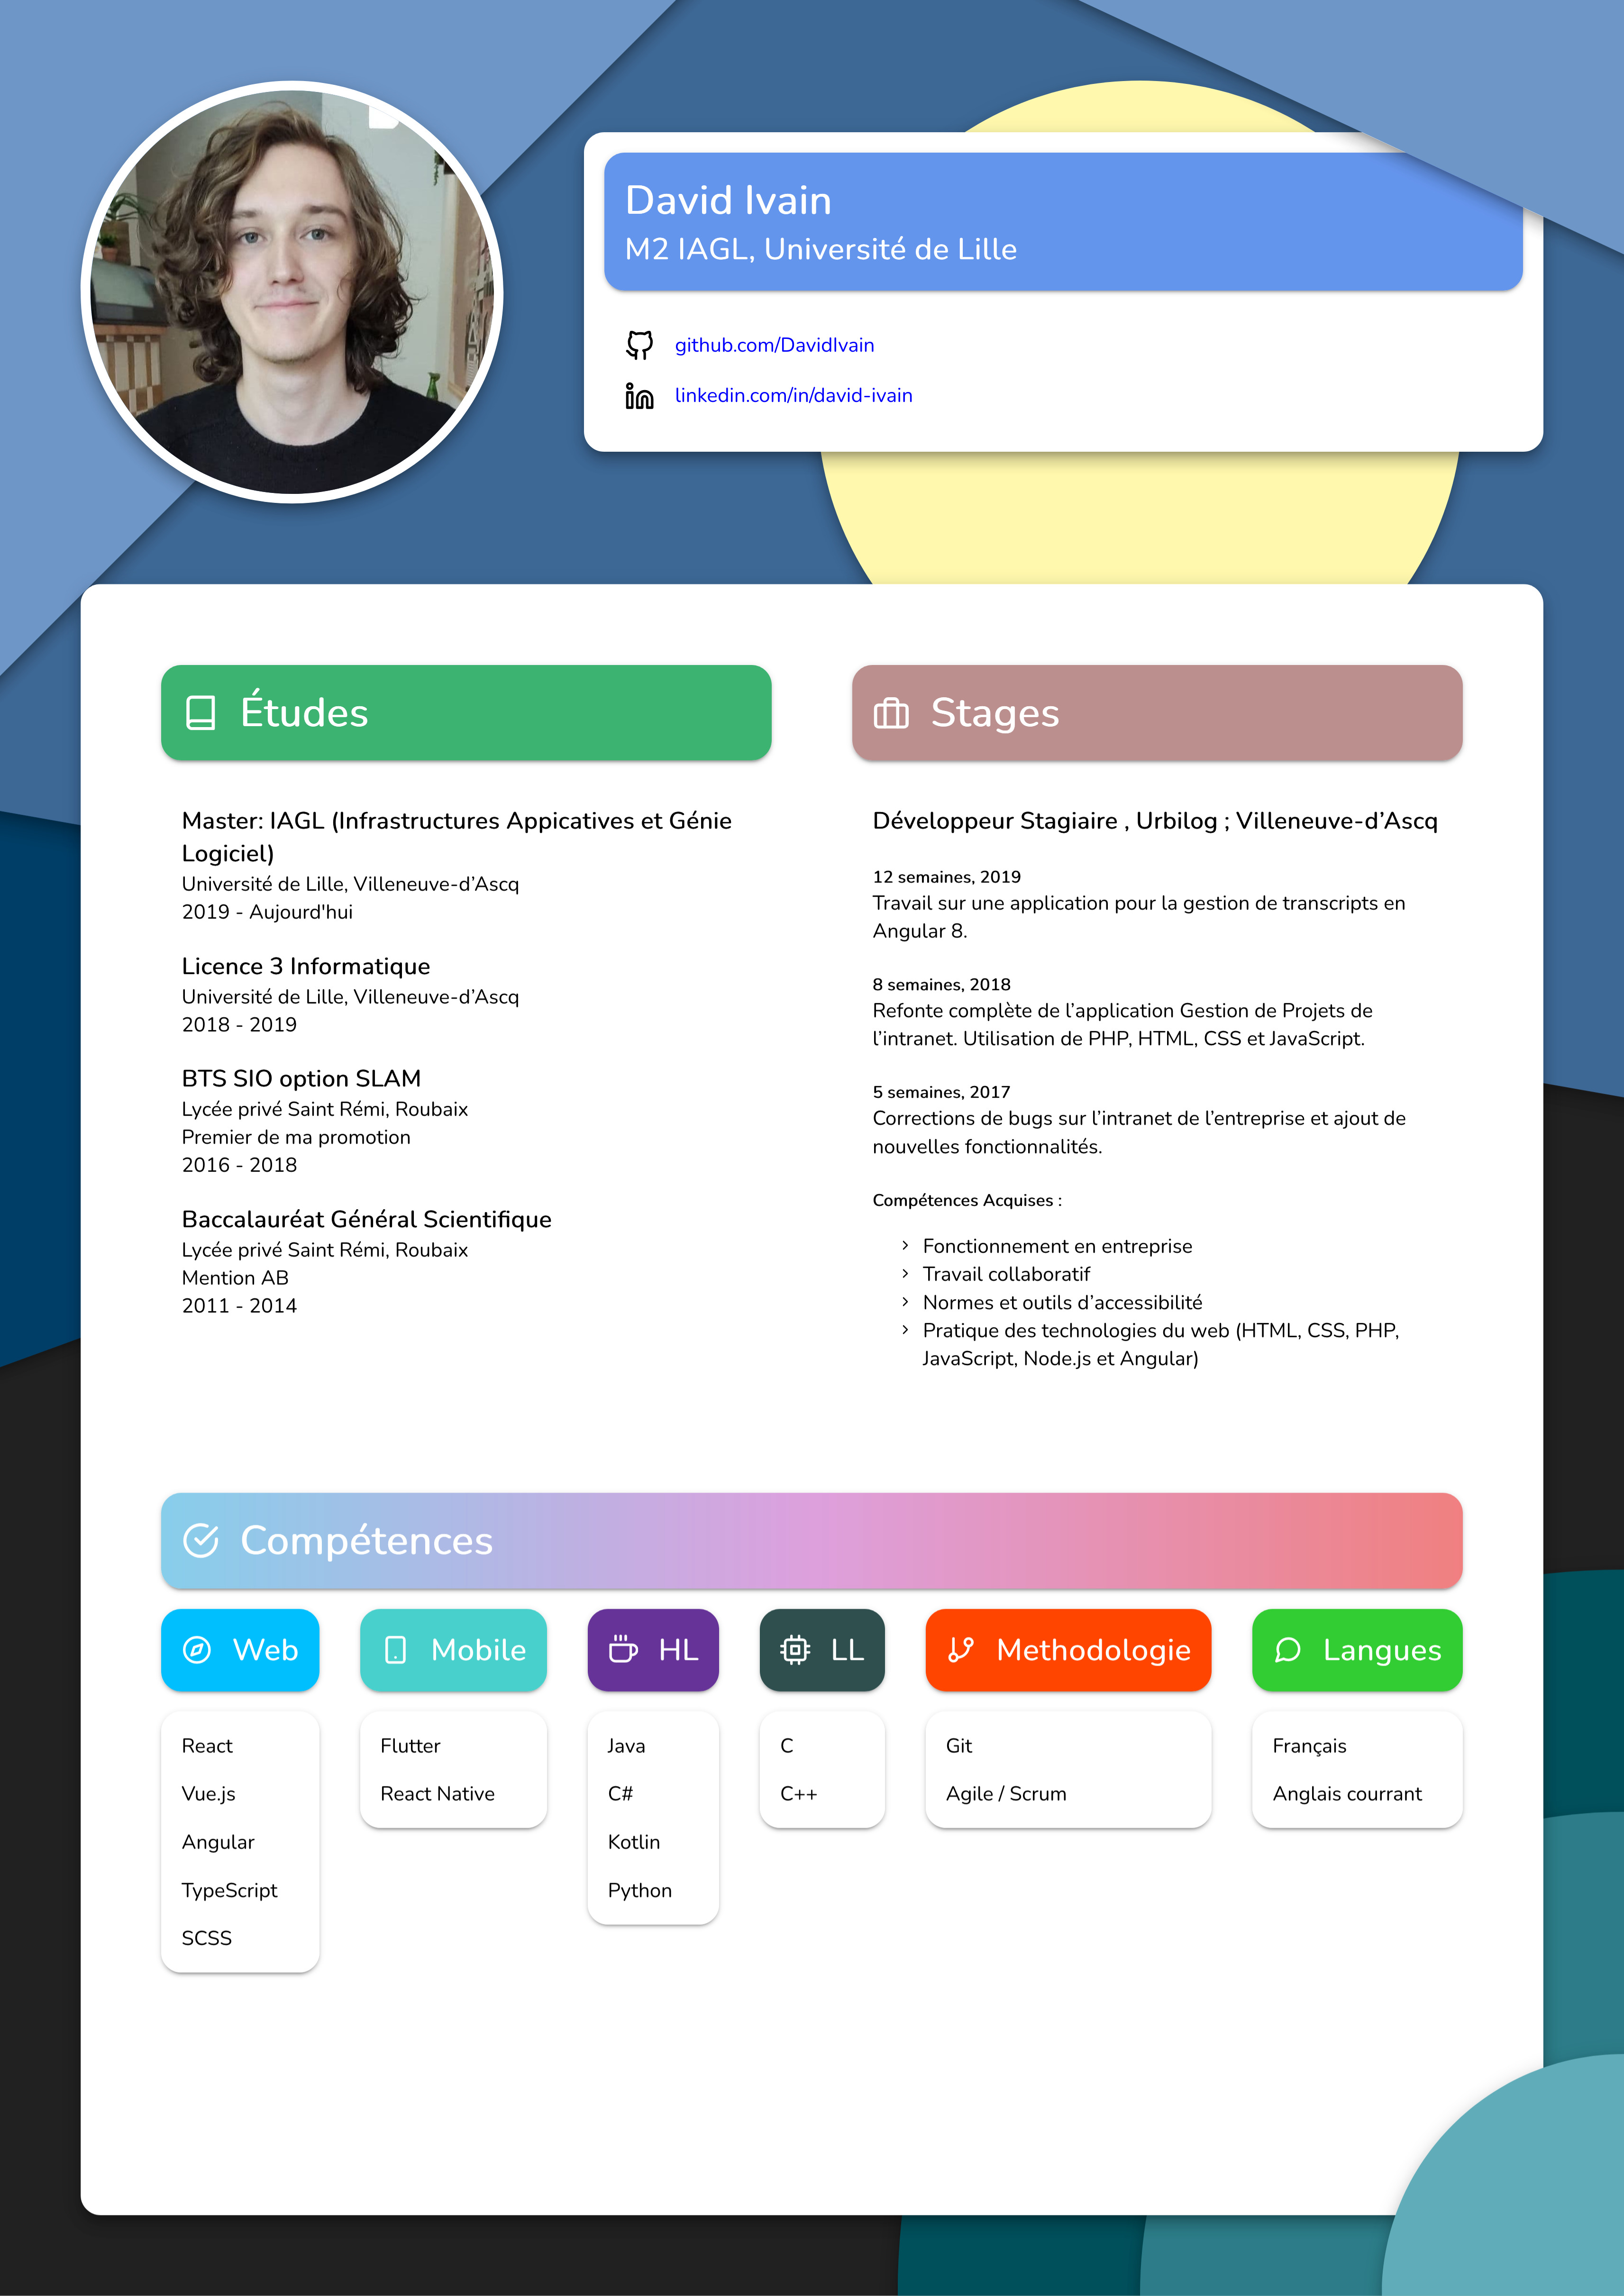 David Ivain
M2 IAGL, Université de Lille
github.com/DavidIvain
linkedin.com/in/david-ivain
Études
Master: IAGL (Infrastructures Appicatives et Génie
Logiciel)
Université de Lille, Villeneuve-d’Ascq
2019 - Aujourd'hui
Licence 3 Informatique
Université de Lille, Villeneuve-d’Ascq
2018 - 2019
BTS SIO option SLAM
Lycée privé Saint Rémi, Roubaix
Premier de ma promotion
2016 - 2018
Baccalauréat Général Scientifique
Lycée privé Saint Rémi, Roubaix
Mention AB
2011 - 2014
Stages
Développeur Stagiaire , Urbilog ; Villeneuve-d’Ascq
12 semaines, 2019
Travail sur une application pour la gestion de transcripts en
Angular 8.
8 semaines, 2018
Refonte complète de l’application Gestion de Projets de
l’intranet. Utilisation de PHP, HTML, CSS et JavaScript.
5 semaines, 2017
Corrections de bugs sur l’intranet de l’entreprise et ajout de
nouvelles fonctionnalités.
Compétences Acquises :
› Fonctionnement en entreprise
› Travail collaboratif
› Normes et outils d’accessibilité
› Pratique des technologies du web (HTML, CSS, PHP,
JavaScript, Node.js et Angular)
Compétences
Web
React
Vue.js
Angular
TypeScript
SCSS
Mobile
Flutter
React Native
HL
Java
C#
Kotlin
Python
LL
C
C++
Methodologie
Git
Agile / Scrum
Langues
Français
Anglais courrant